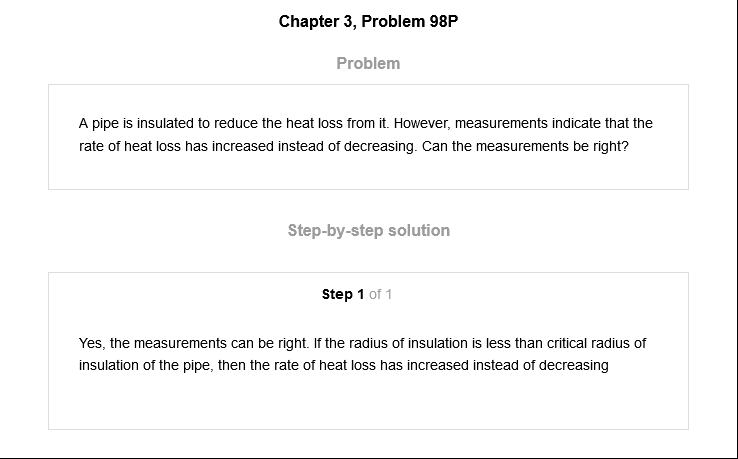 Chapter 3, Problem 98P
Problem
A pipe is insulated to reduce the heat loss from it. However, measurements indicate that the
rate of heat loss has increased instead of decreasing. Can the measurements be right?
Step-by-step solution
Step 1 of 1
Yes, the measurements can be right. If the radius of insulation is less than critical radius of
insulation of the pipe, then the rate of heat loss has increased instead of decreasing